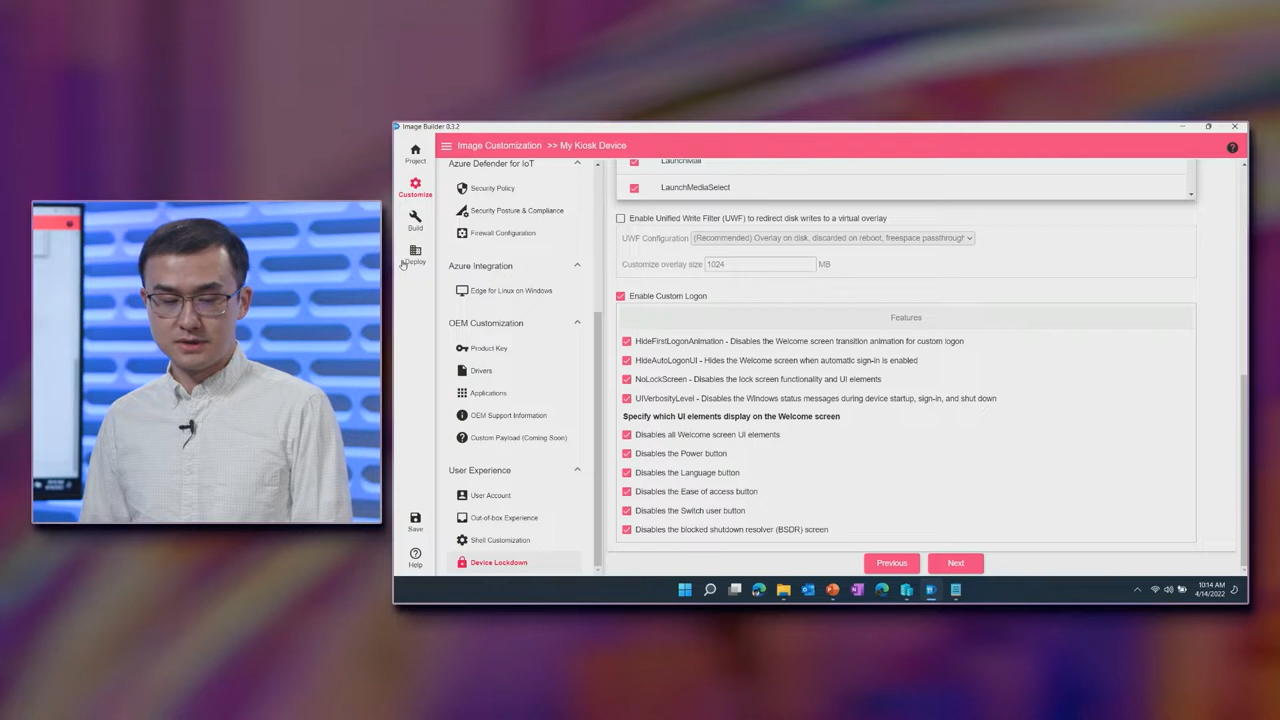 Image Builder 0.3.2
Image Customization >> My Kiosk Device
Project
Customize
Build
Deploy
Save
Help
Azure Defender for IoT
Security Policy
Security Posture & Compliance
Firewall Configuration
Azure Integration
Edge for Linux on Windows
OEM Customization
Product Key
Drivers
Applications
OEM Support Information
Custom Payload (Coming Soon)
User Experience
User Account
Out-of-box Experience
Shell Customization
Device Lockdown
LaunchMail
LaunchMediaSelect
Enable Unified Write Filter (UWF) to redirect disk writes to a virtual overlay
UWF Configuration (Recommended) Overlay on disk, discarded on reboot, freespace passthrough
Customize overlay size 1024 MB
Enable Custom Logon
Features
HideFirstLogonAnimation - Disables the Welcome screen transition animation for custom logon
HideAutoLogonUI - Hides the Welcome screen when automatic sign-in is enabled
NoLockScreen - Disables the lock screen functionality and UI elements
UIVerbosityLevel - Disables the Windows status messages during device startup, sign-in, and shut down
Specify which UI elements display on the Welcome screen
Disables all Welcome screen UI elements
Disables the Power button
Disables the Language button
Disables the Ease of access button
Disables the Switch user button
Disables the blocked shutdown resolver (BSDR) screen
Previous Next
10:14 AM
4/14/2022